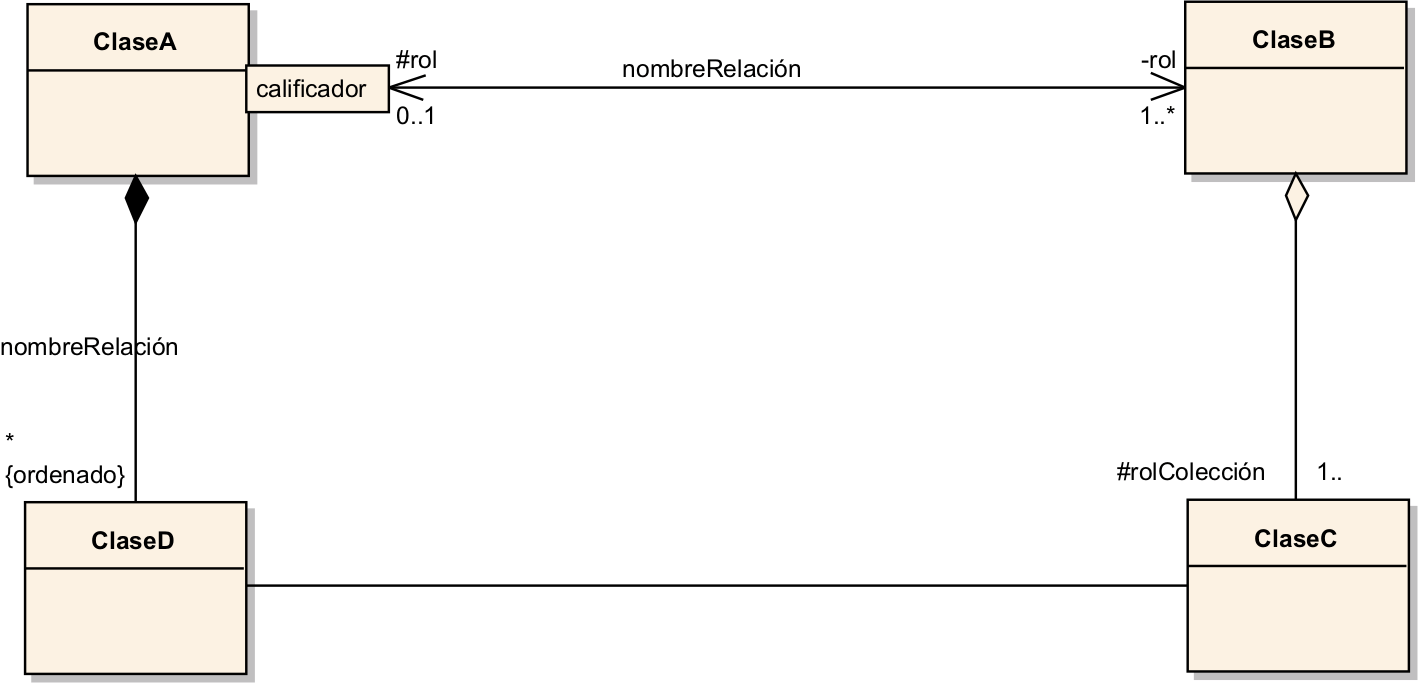 ClaseA
ClaseB
#rol
-rol
nombreRelación
calificador
0..1
1..*
nombreRelación
*
{ordenado}
#rolColección
1..
ClaseD
ClaseC